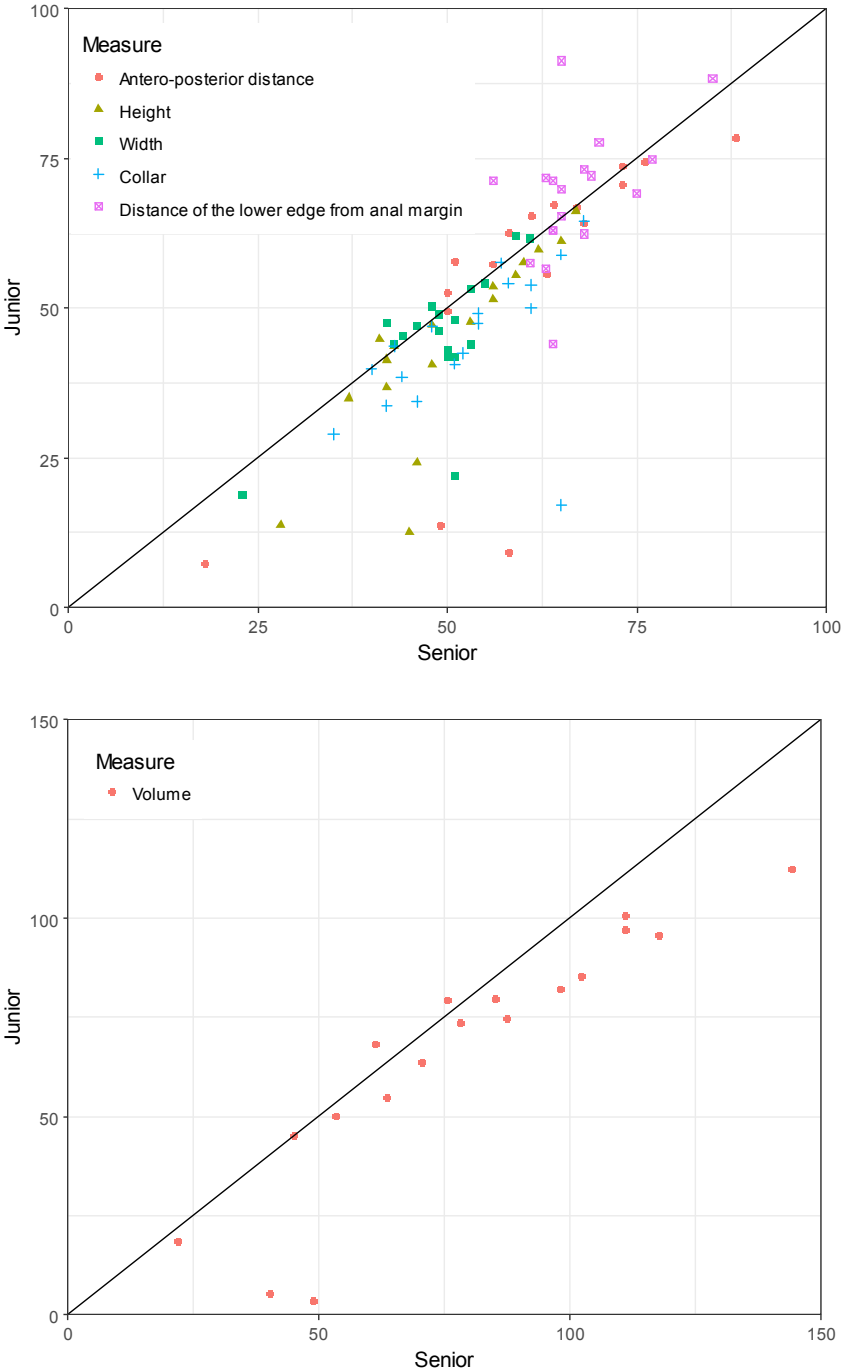 100
75
50
25
0
Junior
Measure
Antero-posterior distance
Height
Width
Collar
Distance of the lower edge from anal margin
0
25
50
75
100
Senior
150
100
50
0
Junior
Measure
Volume
0
50
100
150
Senior